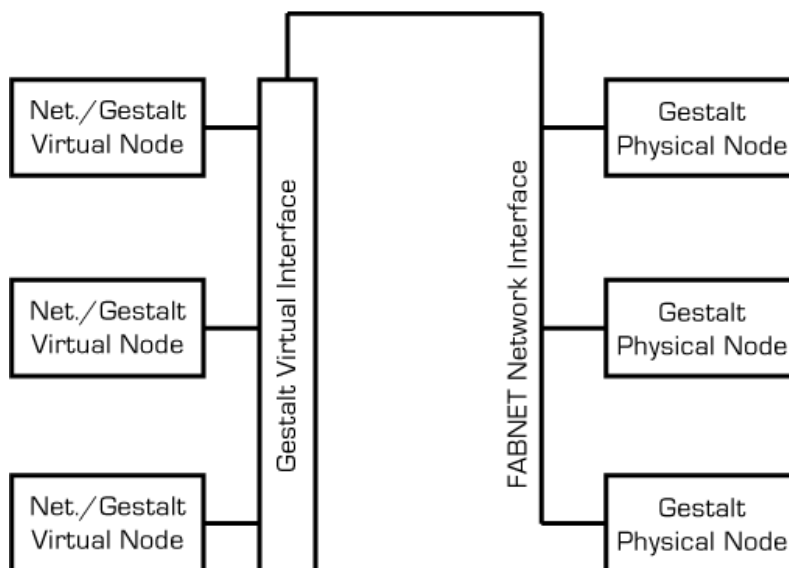 Net./Gestalt
Virtual Node
Gestalt
Physical Node
Gestalt Virtual Interface
FABNET Network Interface
Net./Gestalt
Virtual Node
Gestalt
Physical Node
Net./Gestalt
Virtual Node
Gestalt
Physical Node